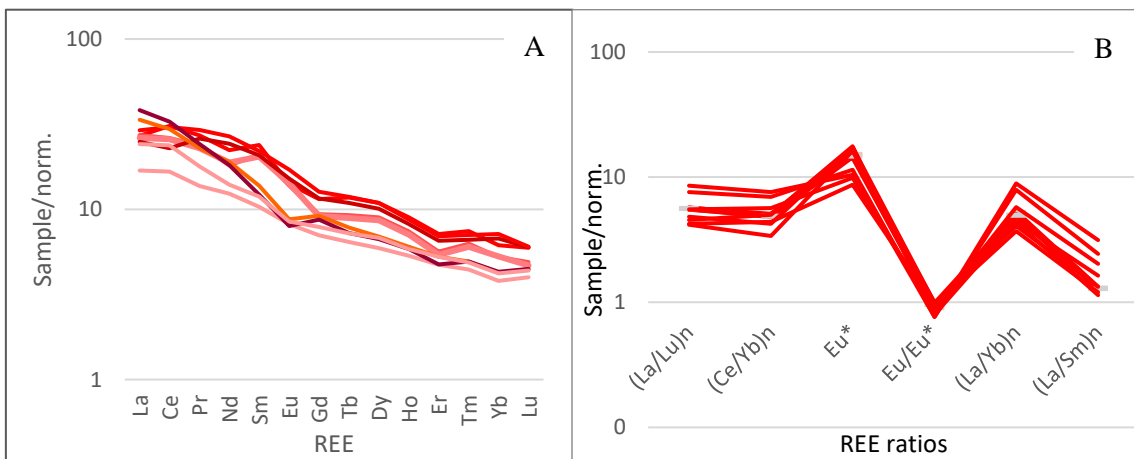 A
100
10
1
Sample/norm.
La Ce Pr Nd Sm Eu Gd Tb Dy Ho Er Tm Yb Lu
REE
B
100
10
1
0
Sample/norm.
(La/Lu)n (Ce/Yb)n Eu* Eu/Eu* (La/Yb)n (La/Sm)n
REE ratios